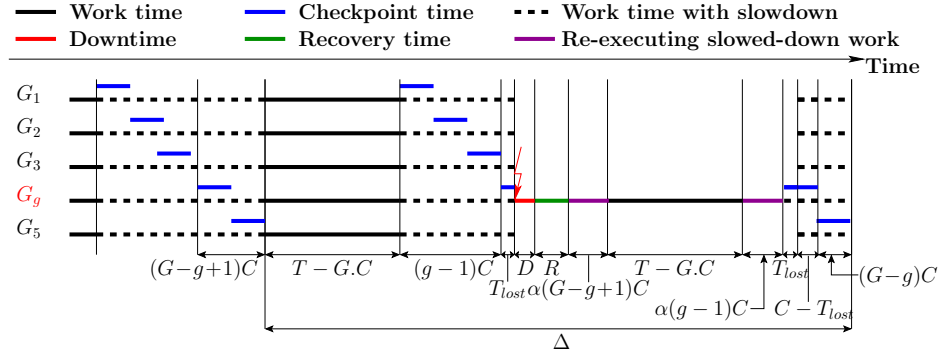 Work time Checkpoint time Work time with slowdown
Downtime Recovery time Re-executing slowed-down work
Time
G1
G2
G3
Gg
G5
(G−g+1)C T − G.C (g −1)C D R T − G.C Tlost (G−g)C
Tlost α(G−g+1)C
α(g −1)C C − Tlost
Δ